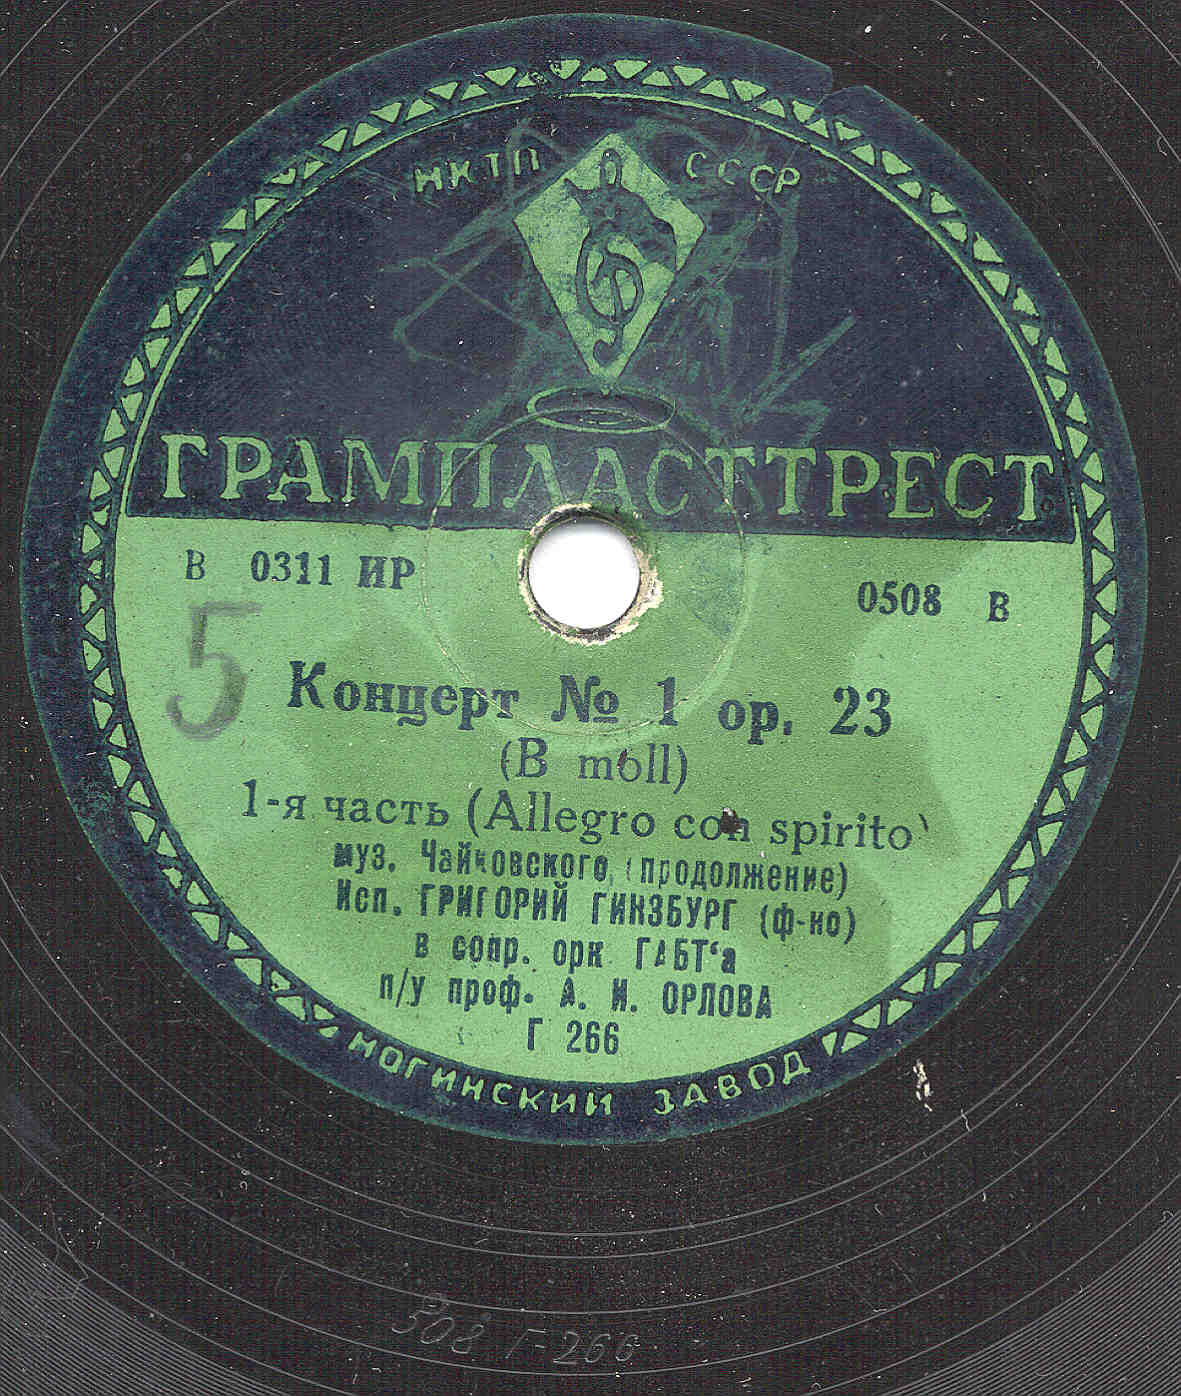 НКТП СССР
ГРАМПЛАСТТРЕСТ
В 0311 ИР
0508 В
5
Концерт № 1 ор. 23
(B moll)
1-я часть (Allegro con spirito)
муз. Чайковского, (продолжение)
Исп. ГРИГОРИЙ ГИНЗБУРГ (ф-но)
в сопр. орк. ГАБТ‘а
п/у проф. А. И. ОРЛОВА
Г 266
НОГИНСКИЙ ЗАВОД
308 Г-266